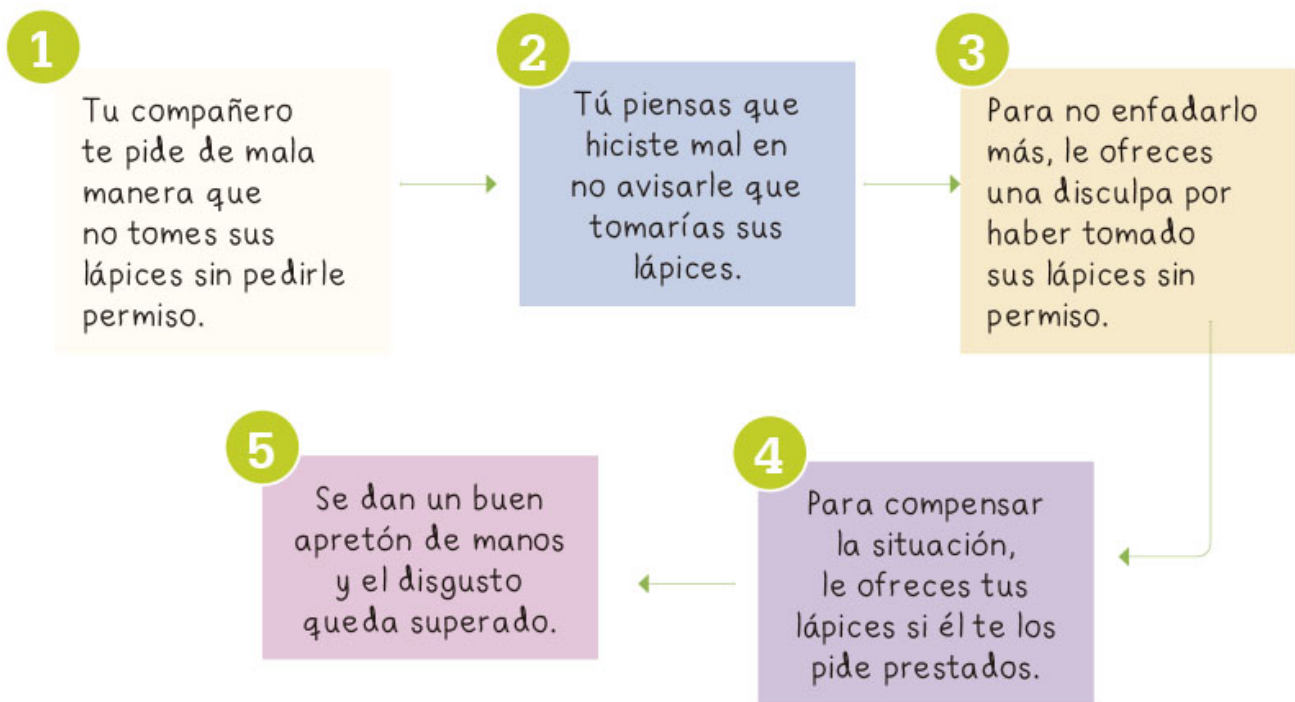 1
Tu compañero
te pide de mala
manera que
no tomes sus
lápices sin pedirle
permiso.
2
Tú piensas que
hiciste mal en
no avisarle que
tomarías sus
lápices.
3
Para no enfadarlo
más, le ofreces
una disculpa por
haber tomado
sus lápices sin
permiso.
4
Para compensar
la situación,
le ofreces tus
lápices si él te los
pide prestados.
5
Se dan un buen
apretón de manos
y el disgusto
queda superado.